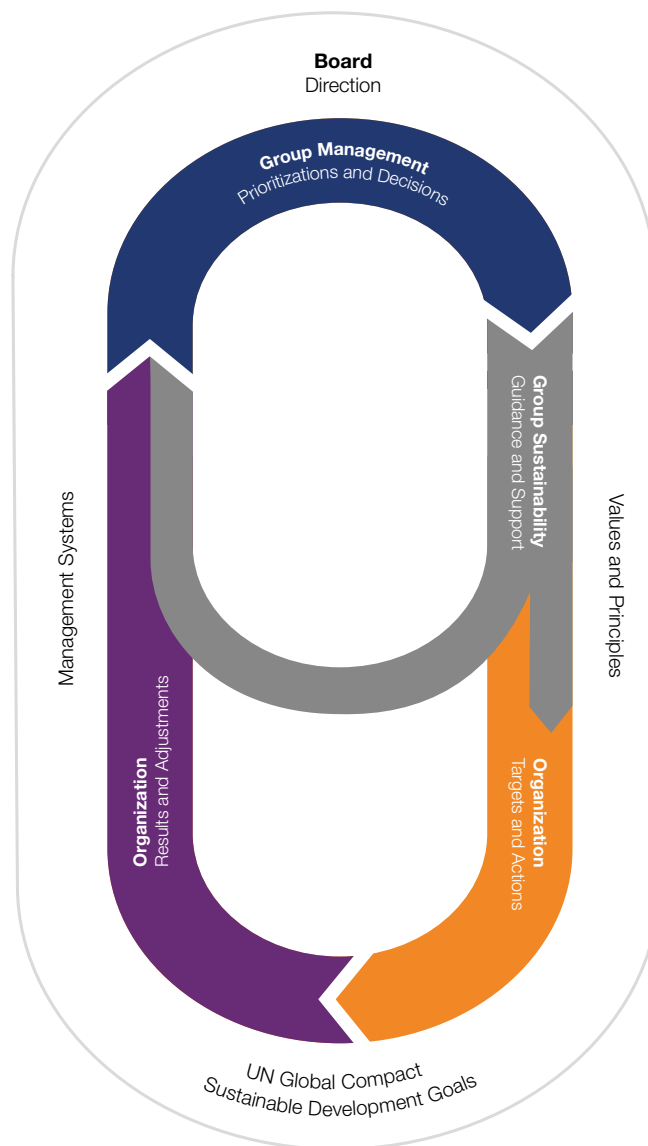 Board
Direction
Group Management
Prioritizations and Decisions
Group Sustainability
Guidance and Support
Values and Principles
Management Systems
Organization
Targets and Actions
Organization
Results and Adjustments
UN Global Compact
Sustainable Development Goals